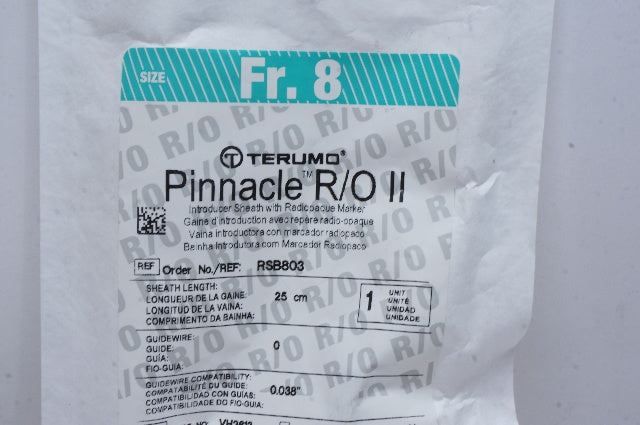 SIZE Fr. 8
TERUMO®
Pinnacle™ R/O II
Introducer Sheath with Radiopaque Marker
Gaine d'introduction avec repère radio-opaque
Vaina introductora con marcador radiopaco
Bainha Introdutora com Marcador Radiopaco
REF Order No./REF: RSB803
SHEATH LENGTH:
LONGUEUR DE LA GAINE:
LONGITUD DE LA VAINA:
COMPRIMENTO DA BAINHA:
25 cm
1
UNIT
UNITÉ
UNIDAD
UNIDADE
GUIDEWIRE:
GUIDE:
GUÍA:
FIO-GUIA:
0
GUIDEWIRE COMPATIBILITY:
COMPATABILITÉ DU GUIDE:
COMPATIBILIDAD CON GUÍAS:
COMPATIBILIDADE DO FIO-GUIA:
0.038"